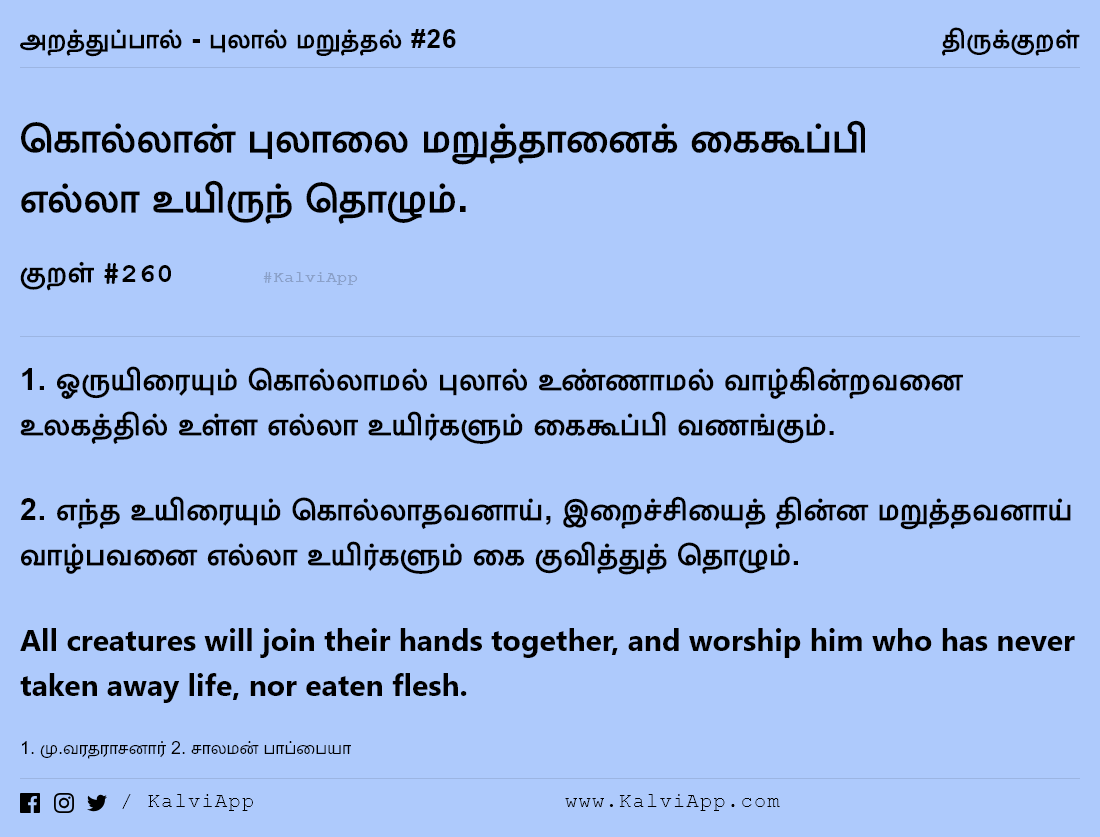 அறத்துப்பால் - புலால் மறுத்தல் #26
திருக்குறள்
கொல்லான் புலாலை மறுத்தானைக் கைகூப்பி
எல்லா உயிருந் தொழும்.
குறள் #260
#KalviApp
1. ஓருயிரையும் கொல்லாமல் புலால் உண்ணாமல் வாழ்கின்றவனை
உலகத்தில் உள்ள எல்லா உயிர்களும் கைகூப்பி வணங்கும்.
2. எந்த உயிரையும் கொல்லாதவனாய், இறைச்சியைத் தின்ன மறுத்தவனாய்
வாழ்பவனை எல்லா உயிர்களும் கை குவித்துத் தொழும்.
All creatures will join their hands together, and worship him who has never
taken away life, nor eaten flesh.
1. மு.வரதராசனார் 2. சாலமன் பாப்பையா
/ KalviApp
www.KalviApp.com